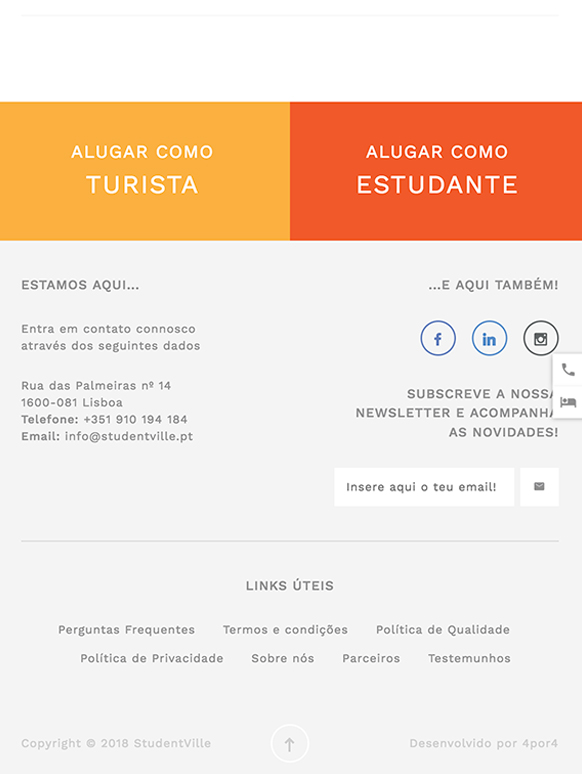 ALUGAR COMO
TURISTA
ALUGAR COMO
ESTUDANTE
ESTAMOS AQUI...
Entra em contato connosco
através dos seguintes dados
Rua das Palmeiras nº 14
1600-081 Lisboa
Telefone: +351 910 194 184
Email: info@studentville.pt
...E AQUI TAMBÉM!
SUBSCREVE A NOSSA
NEWSLETTER E ACOMPANHA
AS NOVIDADES!
Insere aqui o teu email!
LINKS ÚTEIS
Perguntas Frequentes Termos e condições Política de Qualidade
Política de Privacidade Sobre nós Parceiros Testemunhos
Copyright © 2018 StudentVille Desenvolvido por 4por4